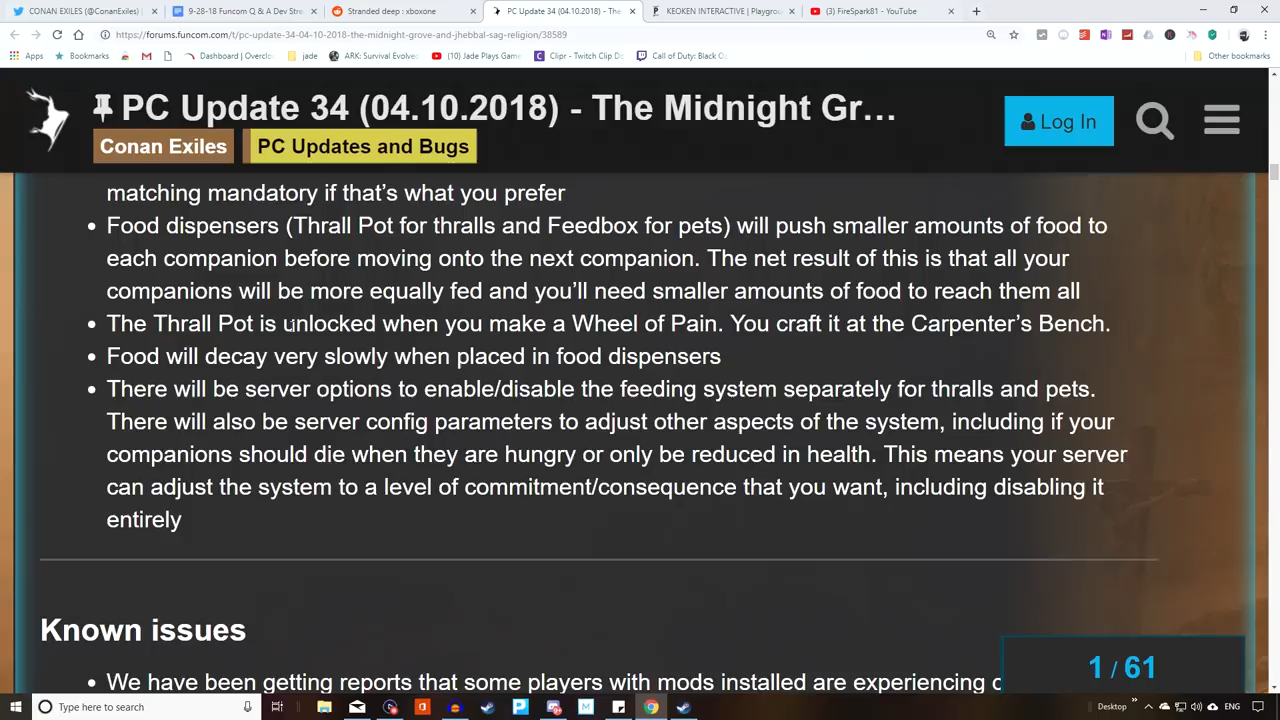 CONAN EXILES (@ConanExiles)
9-28-18 Funcom Q & A Dev Stre
Stranded deep : xboxone
PC Update 34 (04.10.2018) - The
KEOKEN INTERACTIVE | Playgrou
(3) FireSpark81 - YouTube
https://forums.funcom.com/t/pc-update-34-04-10-2018-the-midnight-grove-and-jhebbal-sag-religion/38589
Apps
Bookmarks
Dashboard | Overclo
jade
ARK: Survival Evolved
(10) Jade Plays Game
Clipr - Twitch Clip Do
Call of Duty: Black O
Other bookmarks
PC Update 34 (04.10.2018) - The Midnight Gr...
Conan Exiles
PC Updates and Bugs
Log In
matching mandatory if that's what you prefer
• Food dispensers (Thrall Pot for thralls and Feedbox for pets) will push smaller amounts of food to
each companion before moving onto the next companion. The net result of this is that all your
companions will be more equally fed and you'll need smaller amounts of food to reach them all
• The Thrall Pot is unlocked when you make a Wheel of Pain. You craft it at the Carpenter's Bench.
• Food will decay very slowly when placed in food dispensers
• There will be server options to enable/disable the feeding system separately for thralls and pets.
There will also be server config parameters to adjust other aspects of the system, including if your
companions should die when they are hungry or only be reduced in health. This means your server
can adjust the system to a level of commitment/consequence that you want, including disabling it
entirely
Known issues
• We have been getting reports that some players with mods installed are experiencing
1 / 61
Type here to search
Desktop
ENG